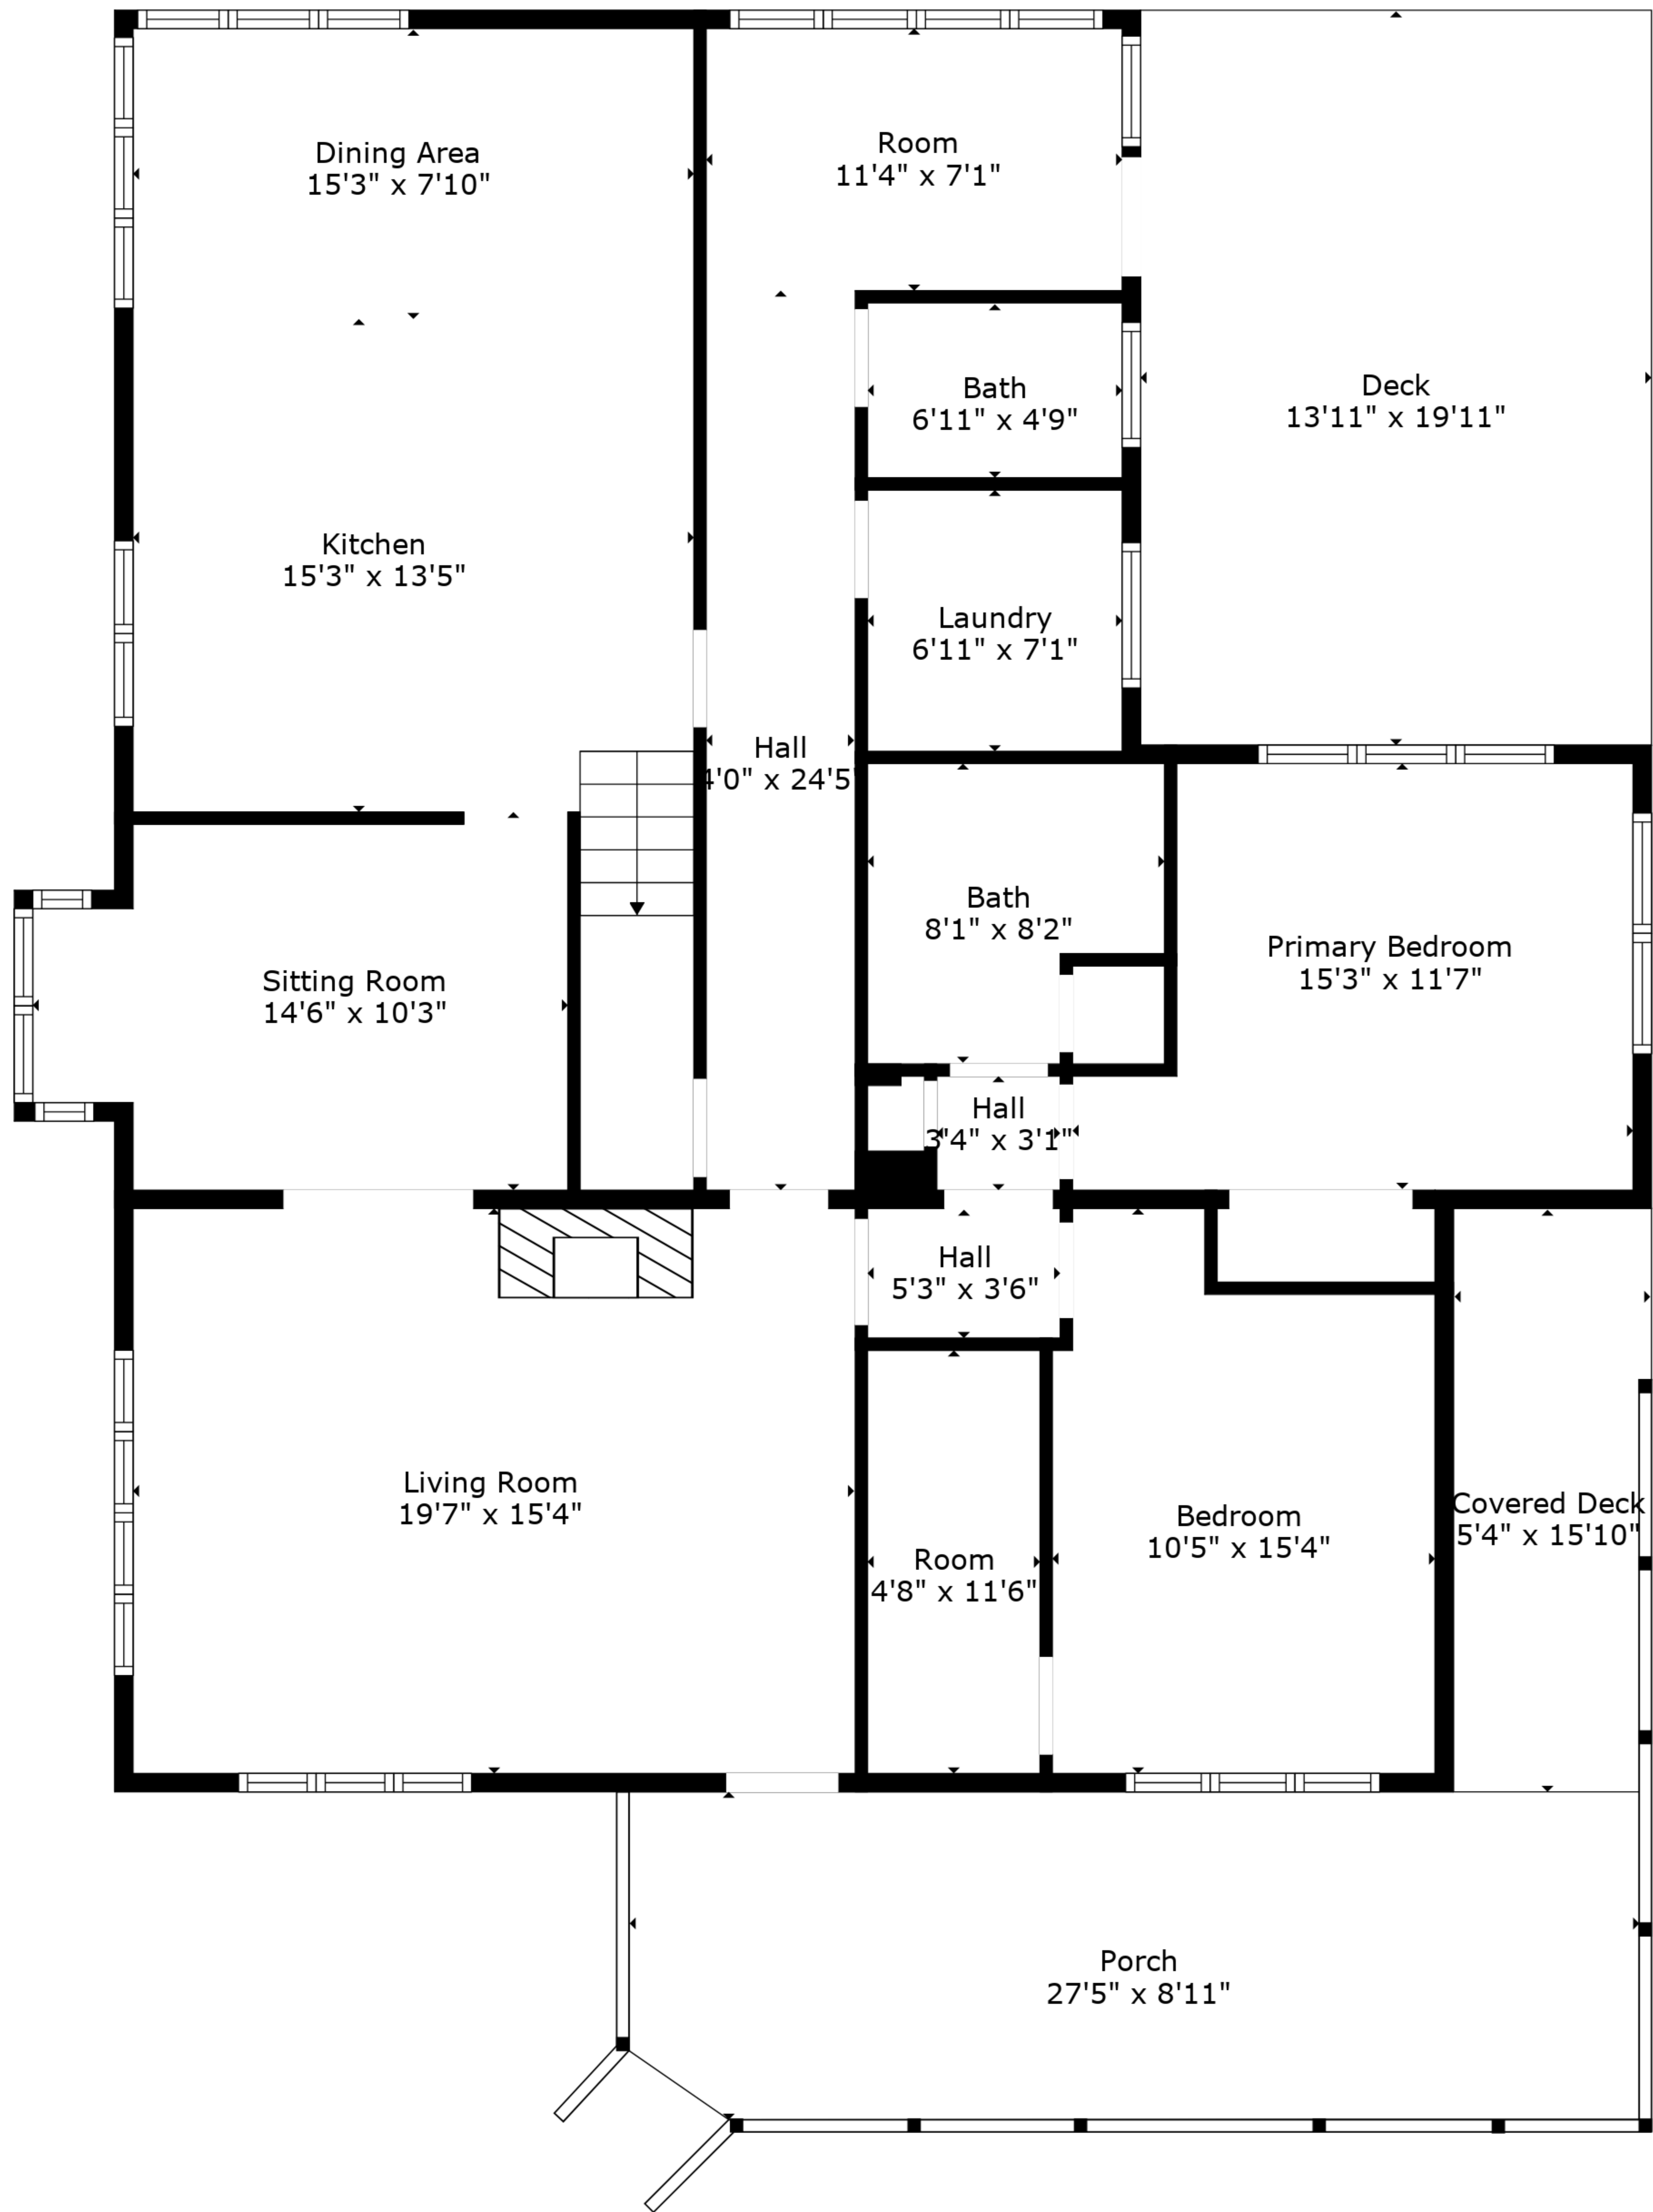 Dining Area
15'3" x 7'10"
Room
11'4" x 7'1"
Bath
6'11" x 4'9"
Deck
13'11" x 19'11"
Kitchen
15'3" x 13'5"
Laundry
6'11" x 7'1"
Hall
4'0" x 24'5"
Bath
8'1" x 8'2"
Primary Bedroom
15'3" x 11'7"
Sitting Room
14'6" x 10'3"
Hall
3'4" x 3'1"
Hall
5'3" x 3'6"
Living Room
19'7" x 15'4"
Room
4'8" x 11'6"
Bedroom
10'5" x 15'4"
Covered Deck
5'4" x 15'10"
Porch
27'5" x 8'11"